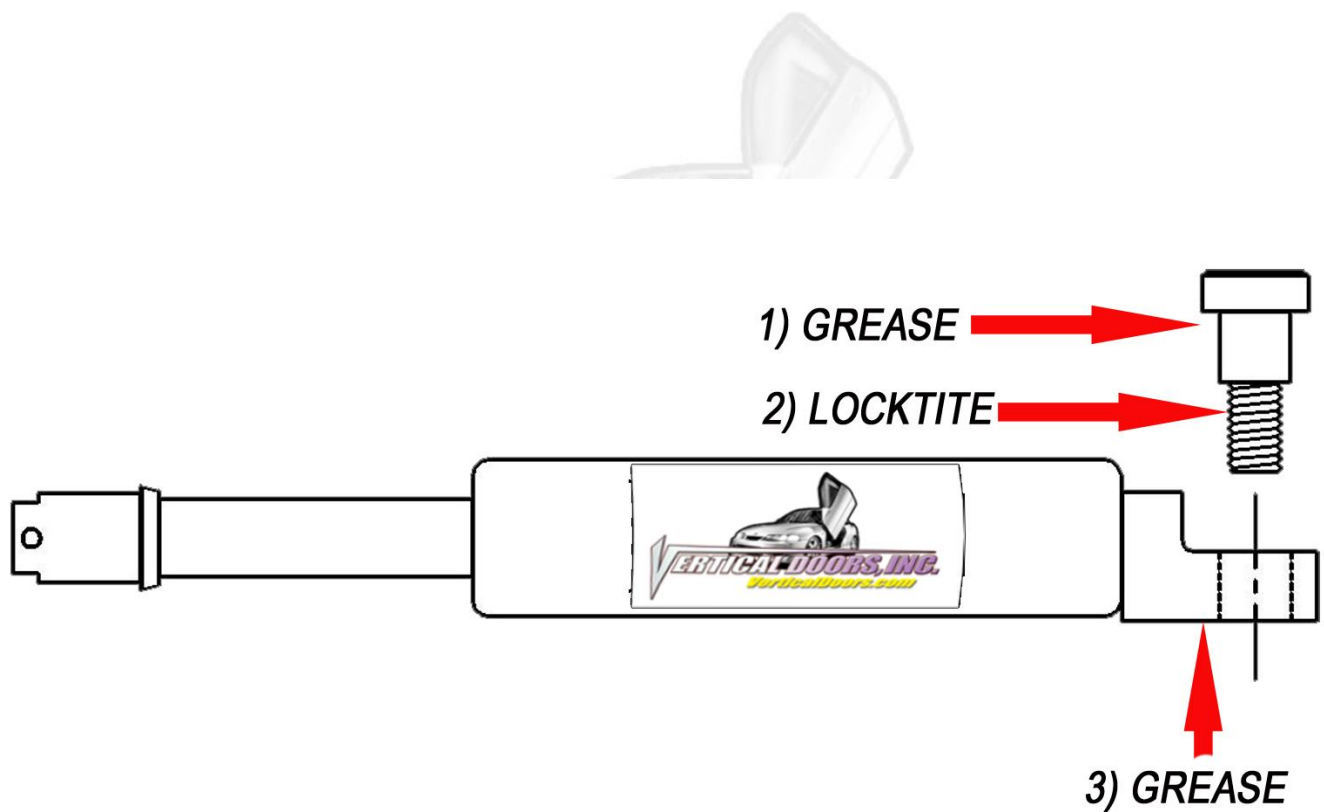 1) GREASE
2) LOCKTITE
VERTICAL DOORS, INC.
VerticalDoors.com
3) GREASE